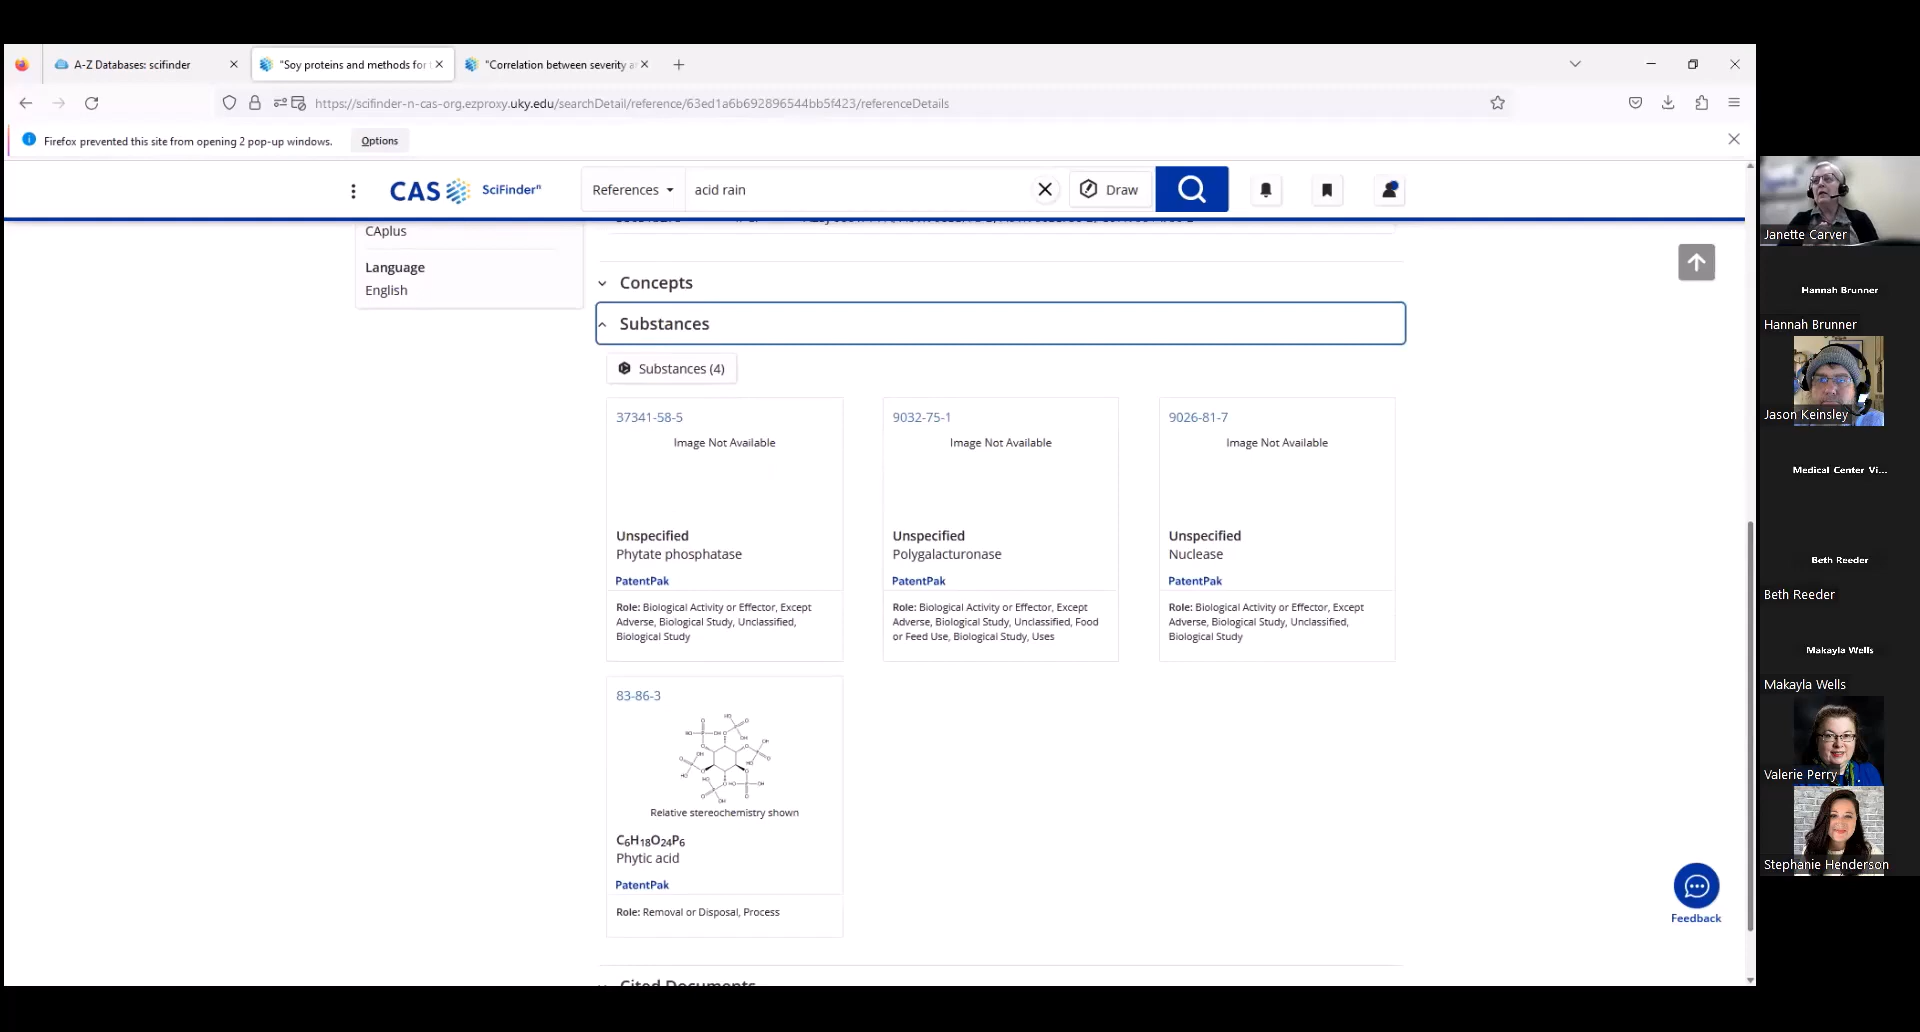 A-Z Databases: scifinder
"Soy proteins and methods for t
"Correlation between severity a
https://scifinder-n-cas-org.ezproxy.uky.edu/searchDetail/reference/63ed1a6b692896544bb5f423/referenceDetails
Firefox prevented this site from opening 2 pop-up windows.
Options
CAS SciFinderⁿ
References
acid rain
Draw
CAplus
Language
English
Concepts
Substances
Substances (4)
37341-58-5
Image Not Available
Unspecified
Phytate phosphatase
PatentPak
Role: Biological Activity or Effector, Except
Adverse, Biological Study, Unclassified,
Biological Study
9032-75-1
Image Not Available
Unspecified
Polygalacturonase
PatentPak
Role: Biological Activity or Effector, Except
Adverse, Biological Study, Unclassified, Food
or Feed Use, Biological Study, Uses
9026-81-7
Image Not Available
Unspecified
Nuclease
PatentPak
Role: Biological Activity or Effector, Except
Adverse, Biological Study, Unclassified,
Biological Study
83-86-3
Relative stereochemistry shown
C₆H₁₈O₂₄P₆
Phytic acid
PatentPak
Role: Removal or Disposal, Process
Cited Documents
Feedback
Janette Carver
Hannah Brunner
Hannah Brunner
Jason Keinsley
Medical Center Vi...
Beth Reeder
Beth Reeder
Makayla Wells
Makayla Wells
Valerie Perry
Stephanie Henderson